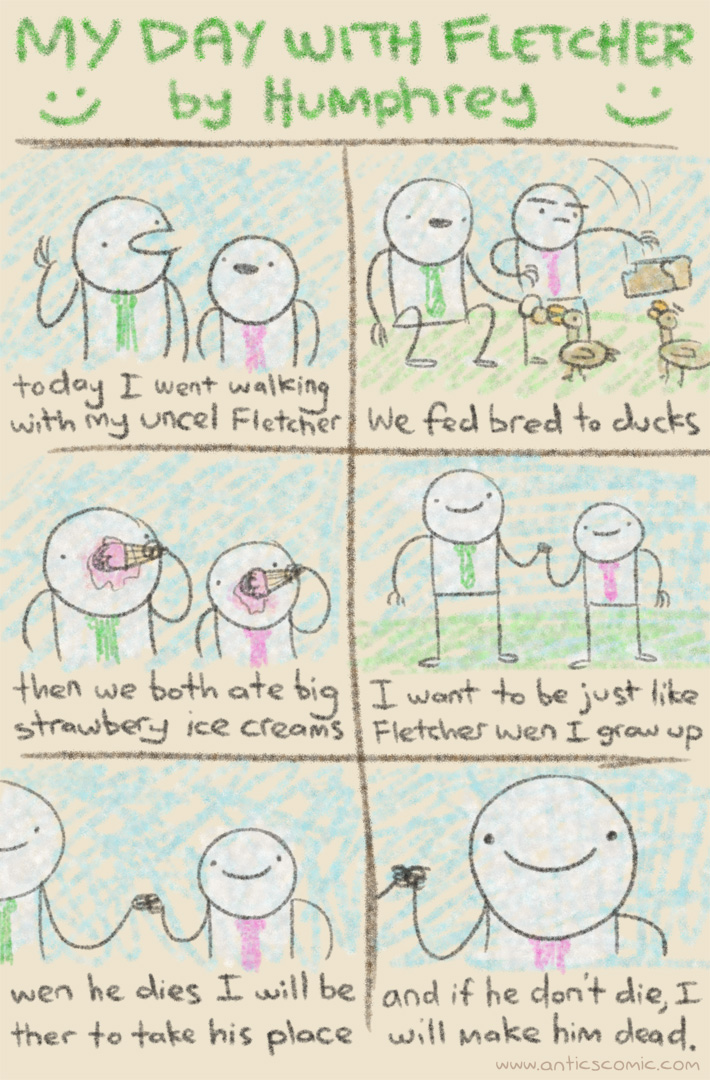 MY DAY WITH FLETCHER
by Humphrey
today I went walking
with my uncel Fletcher
We fed bred to ducks
then we both ate big
strawbery ice creams
I want to be just like
Fletcher wen I grow up
wen he dies I will be
ther to take his place
and if he don't die, I
will make him dead.
www.anticscomic.com